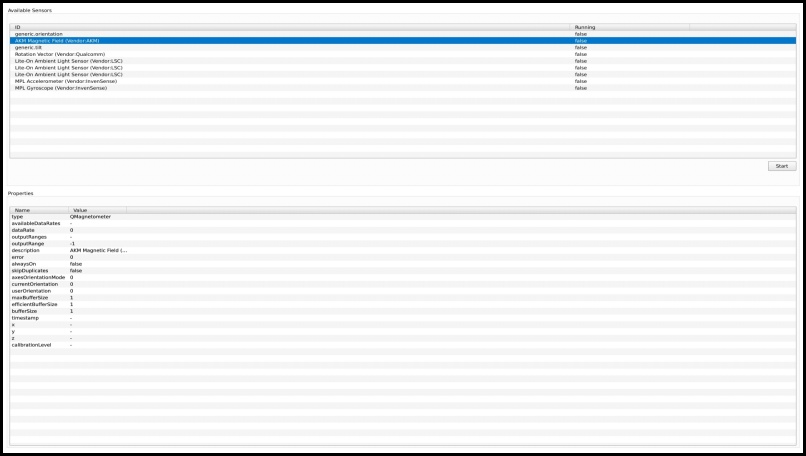 Available Sensors
ID Running
generic.orientation false
AKM Magnetic Field (Vendor:AKM) false
generic.tilt false
Rotation Vector (Vendor:Qualcomm) false
Lite-On Ambient Light Sensor (Vendor:LSC) false
Lite-On Ambient Light Sensor (Vendor:LSC) false
Lite-On Ambient Light Sensor (Vendor:LSC) false
MPL Accelerometer (Vendor:InvenSense) false
MPL Gyroscope (Vendor:InvenSense) false
Start
Properties
Name Value
type QMagnetometer
availableDataRates -
dataRate 0
outputRanges -
outputRange -1
description AKM Magnetic Field (...
error 0
alwaysOn false
skipDuplicates false
axesOrientationMode 0
currentOrientation 0
userOrientation 0
maxBufferSize 1
efficientBufferSize 1
bufferSize 1
timestamp -
x -
y -
z -
calibrationLevel -